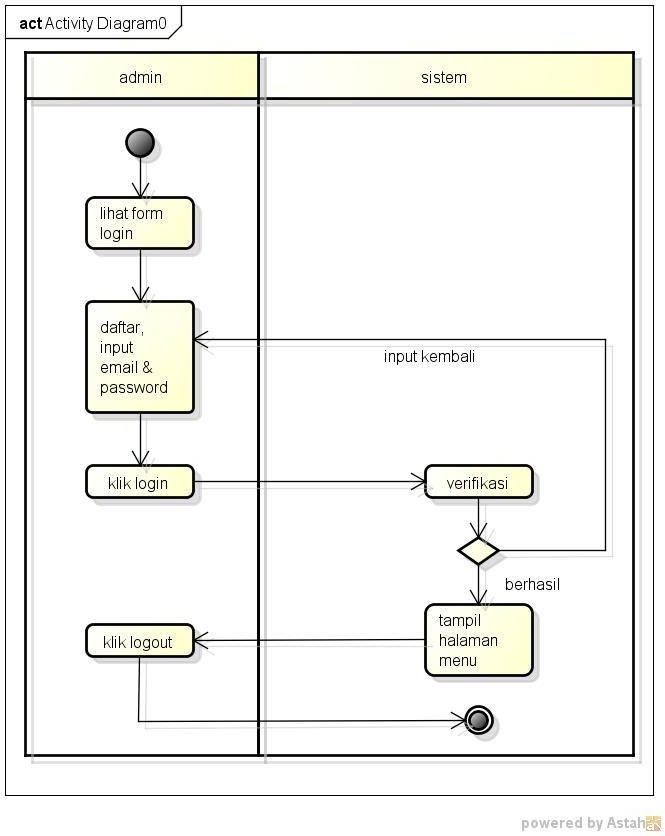 act Activity Diagram0
admin
sistem
lihat form
login
daftar,
input
email &
password
input kembali
klik login
verifikasi
berhasil
tampil
halaman
menu
klik logout
powered by Astah